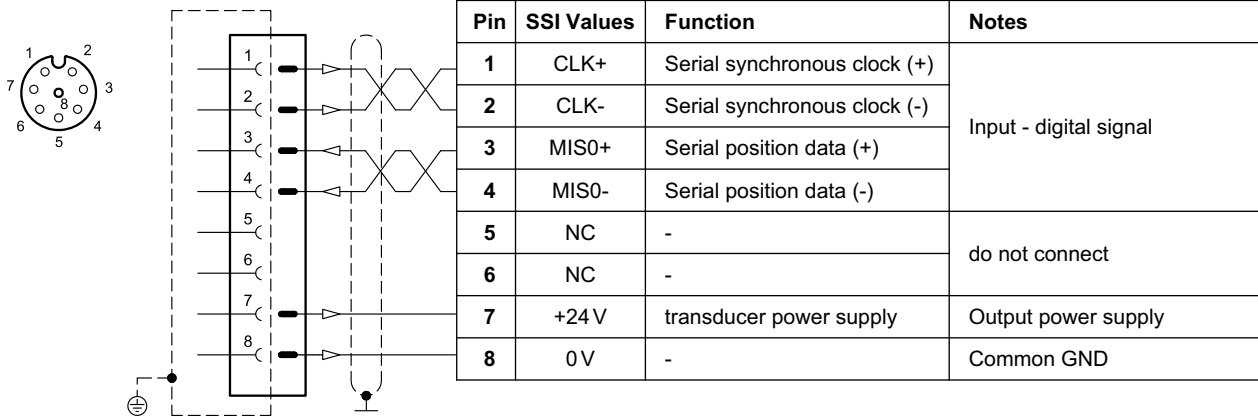 1 2
7 8 3
6 4
5
1
2
3
4
5
6
7
8
Pin SSI Values Function Notes
1 CLK+ Serial synchronous clock (+)
2 CLK- Serial synchronous clock (-)
Input - digital signal
3 MIS0+ Serial position data (+)
4 MIS0- Serial position data (-)
5 NC -
do not connect
6 NC -
7 +24 V transducer power supply Output power supply
8 0 V - Common GND